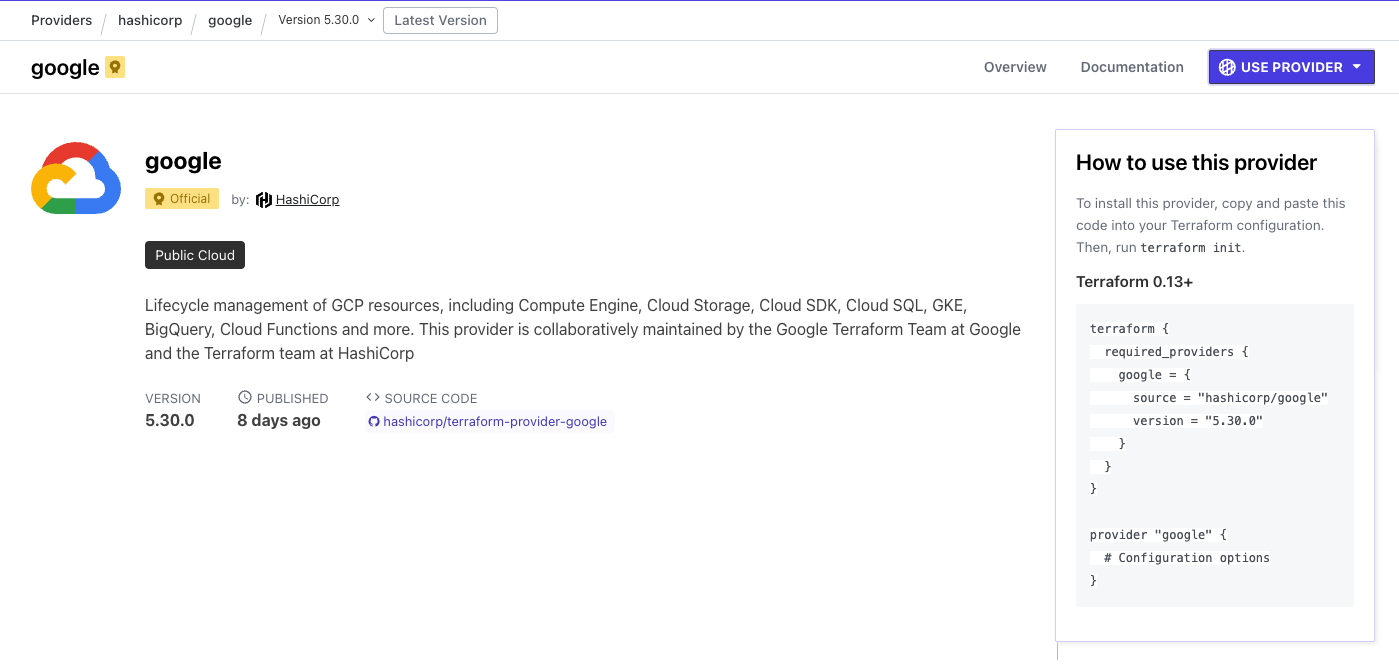 Providers / hashicorp / google / Version 5.30.0 Latest Version
google Overview Documentation USE PROVIDER
google
Official by: HashiCorp
Public Cloud
Lifecycle management of GCP resources, including Compute Engine, Cloud Storage, Cloud SDK, Cloud SQL, GKE,
BigQuery, Cloud Functions and more. This provider is collaboratively maintained by the Google Terraform Team at Google
and the Terraform team at HashiCorp
VERSION PUBLISHED SOURCE CODE
5.30.0 8 days ago hashicorp/terraform-provider-google
How to use this provider
To install this provider, copy and paste this
code into your Terraform configuration.
Then, run terraform init.
Terraform 0.13+
terraform {
  required_providers {
    google = {
      source = "hashicorp/google"
      version = "5.30.0"
    }
  }
}
provider "google" {
  # Configuration options
}